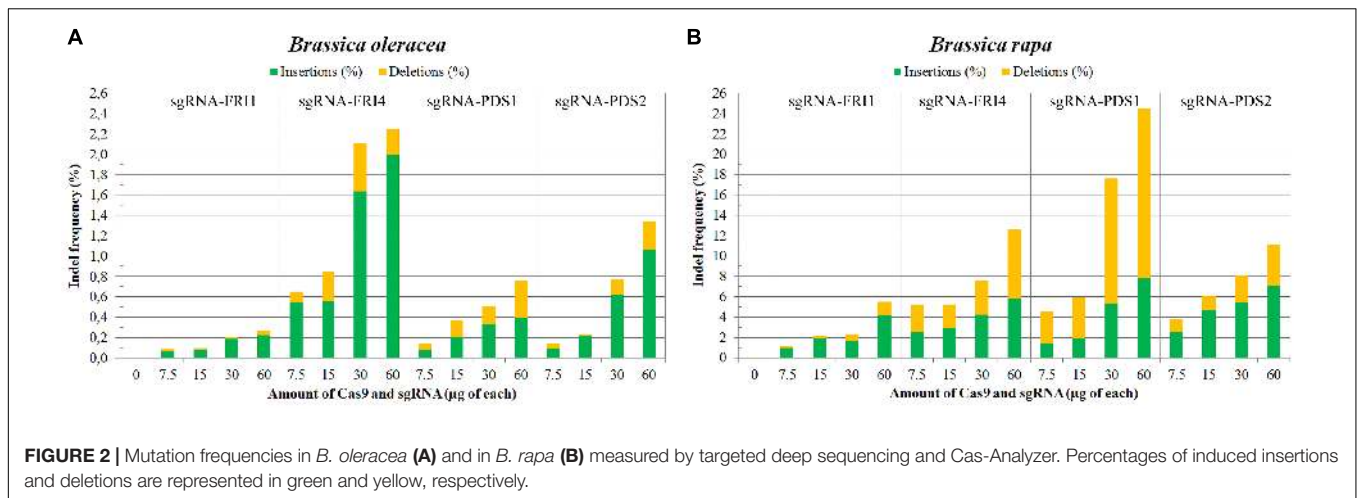 A
Brassica oleracea
Insertions (%) Deletions (%)
sgRNA-FRI1 sgRNA-FRI4 sgRNA-PDS1 sgRNA-PDS2
2,6
2,4
2,2
2,0
1,8
1,6
1,4
1,2
1,0
0,8
0,6
0,4
0,2
0,0
Indel frequency (%)
0 7.5 15 30 60 7.5 15 30 60 7.5 15 30 60 7.5 15 30 60
Amount of Cas9 and sgRNA (µg of each)
B
Brassica rapa
Insertions (%) Deletions (%)
sgRNA-FRI1 sgRNA-FRI4 sgRNA-PDS1 sgRNA-PDS2
26
24
22
20
18
16
14
12
10
8
6
4
2
0
Indel frequency (%)
0 7.5 15 30 60 7.5 15 30 60 7.5 15 30 60 7.5 15 30 60
Amount of Cas9 and sgRNA (µg of each)
FIGURE 2 | Mutation frequencies in B. oleracea (A) and in B. rapa (B) measured by targeted deep sequencing and Cas-Analyzer. Percentages of induced insertions
and deletions are represented in green and yellow, respectively.